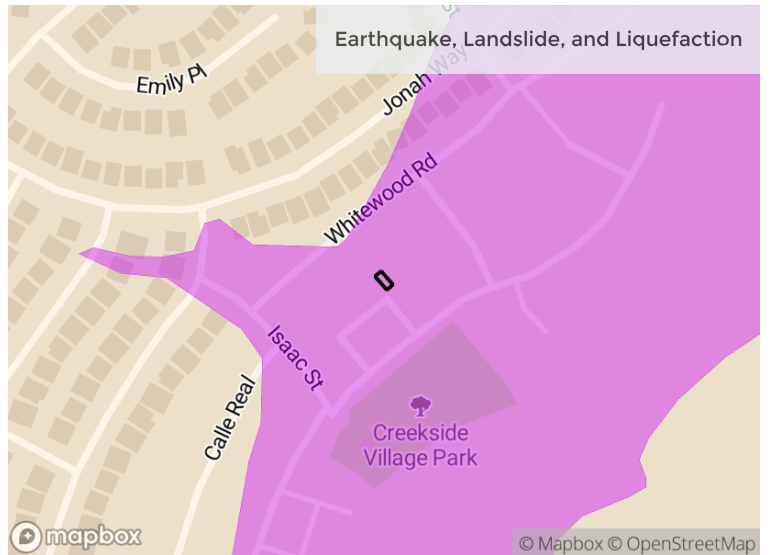 Earthquake, Landslide, and Liquefaction
Emily Pl
Jonah Way
Whitewood Rd
Isaac St
Calle Real
Creekside
Village Park
mapbox
© Mapbox © OpenStreetMap